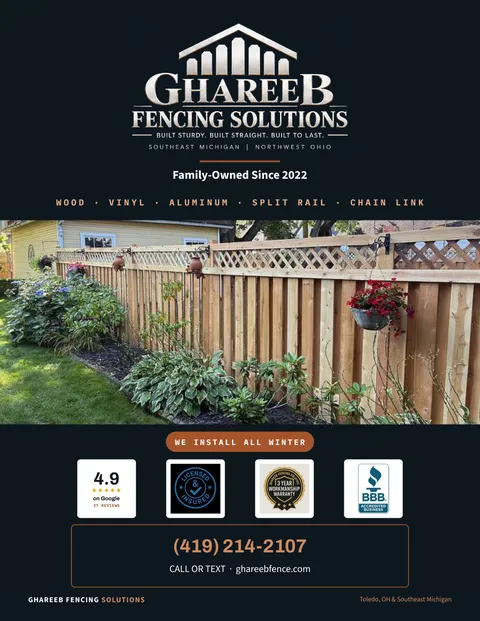 GHAREEB
FENCING SOLUTIONS
BUILT STURDY. BUILT STRAIGHT. BUILT TO LAST.
SOUTHEAST MICHIGAN | NORTHWEST OHIO
Family-Owned Since 2022
WOOD · VINYL · ALUMINUM · SPLIT RAIL · CHAIN LINK
WE INSTALL ALL WINTER
4.9
★★★★★
on Google
27 REVIEWS
LICENSED
&
INSURED
3 YEAR
WORKMANSHIP
WARRANTY
BBB
ACCREDITED
BUSINESS
(419) 214-2107
CALL OR TEXT · ghareebfence.com
GHAREEB FENCING SOLUTIONS
Toledo, OH & Southeast Michigan